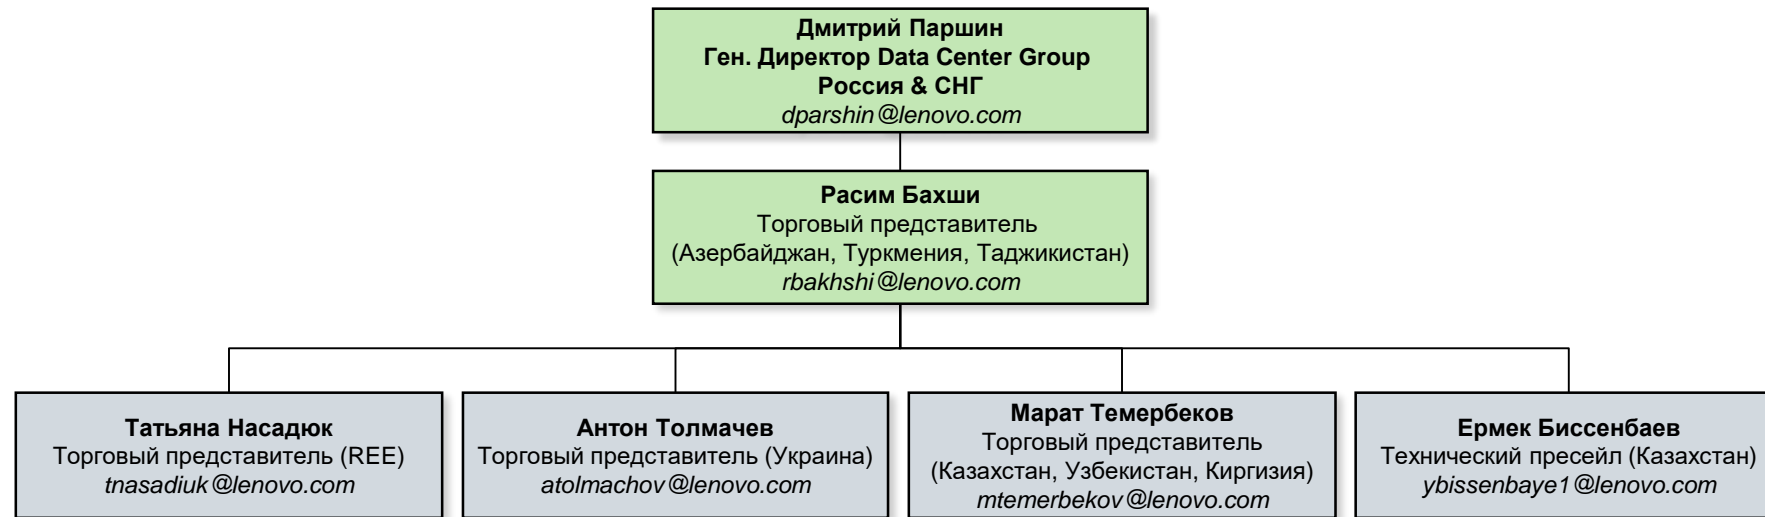 Дмитрий Паршин
Ген. Директор Data Center Group
Россия & СНГ
dparshin@lenovo.com
Расим Бахши
Торговый представитель
(Азербайджан, Туркмения, Таджикистан)
rbakhshi@lenovo.com
Татьяна Насадюк
Торговый представитель (REE)
tnasadiuk@lenovo.com
Антон Толмачев
Торговый представитель (Украина)
atolmachov@lenovo.com
Марат Темербеков
Торговый представитель
(Казахстан, Узбекистан, Киргизия)
mtemerbekov@lenovo.com
Ермек Биссенбаев
Технический пресейл (Казахстан)
ybissenbaye1@lenovo.com